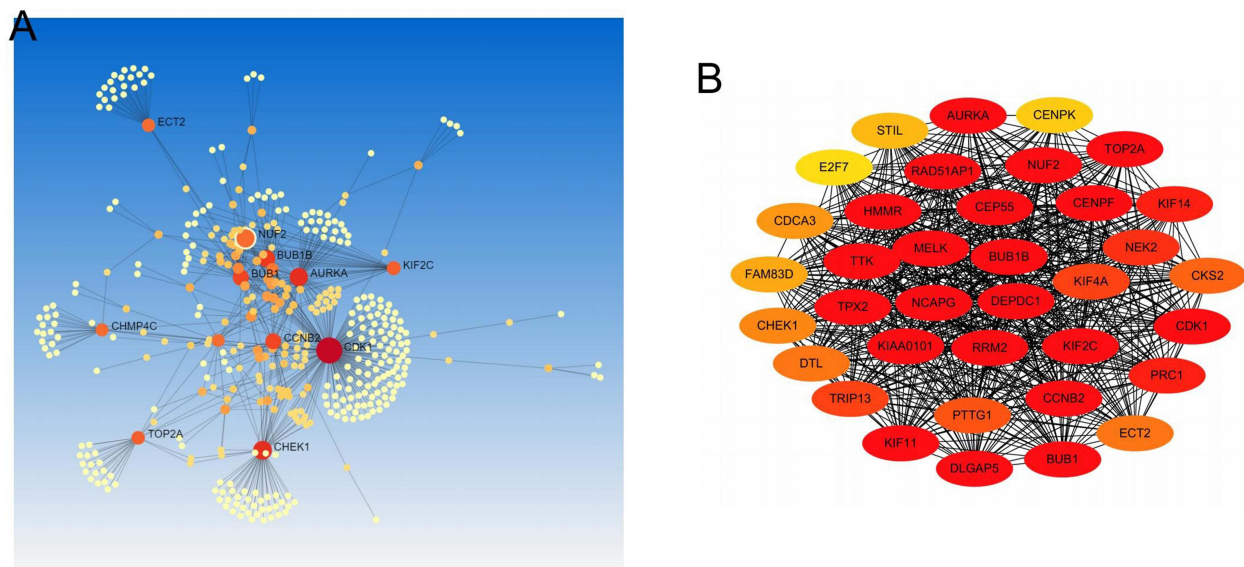 A
ECT2
NUF2
BUB1B
BUB1
AURKA
KIF2C
CHMP4C
CCNB2
CDK1
TOP2A
CHEK1
B
AURKA
CENPK
STIL
TOP2A
E2F7
RAD51AP1
NUF2
HMMR
CEP55
CENPF
KIF14
CDCA3
MELK
BUB1B
NEK2
TTK
FAM83D
KIF4A
CKS2
TPX2
NCAPG
DEPDC1
CHEK1
CDK1
KIAA0101
RRM2
KIF2C
DTL
PRC1
TRIP13
PTTG1
CCNB2
ECT2
KIF11
DLGAP5
BUB1